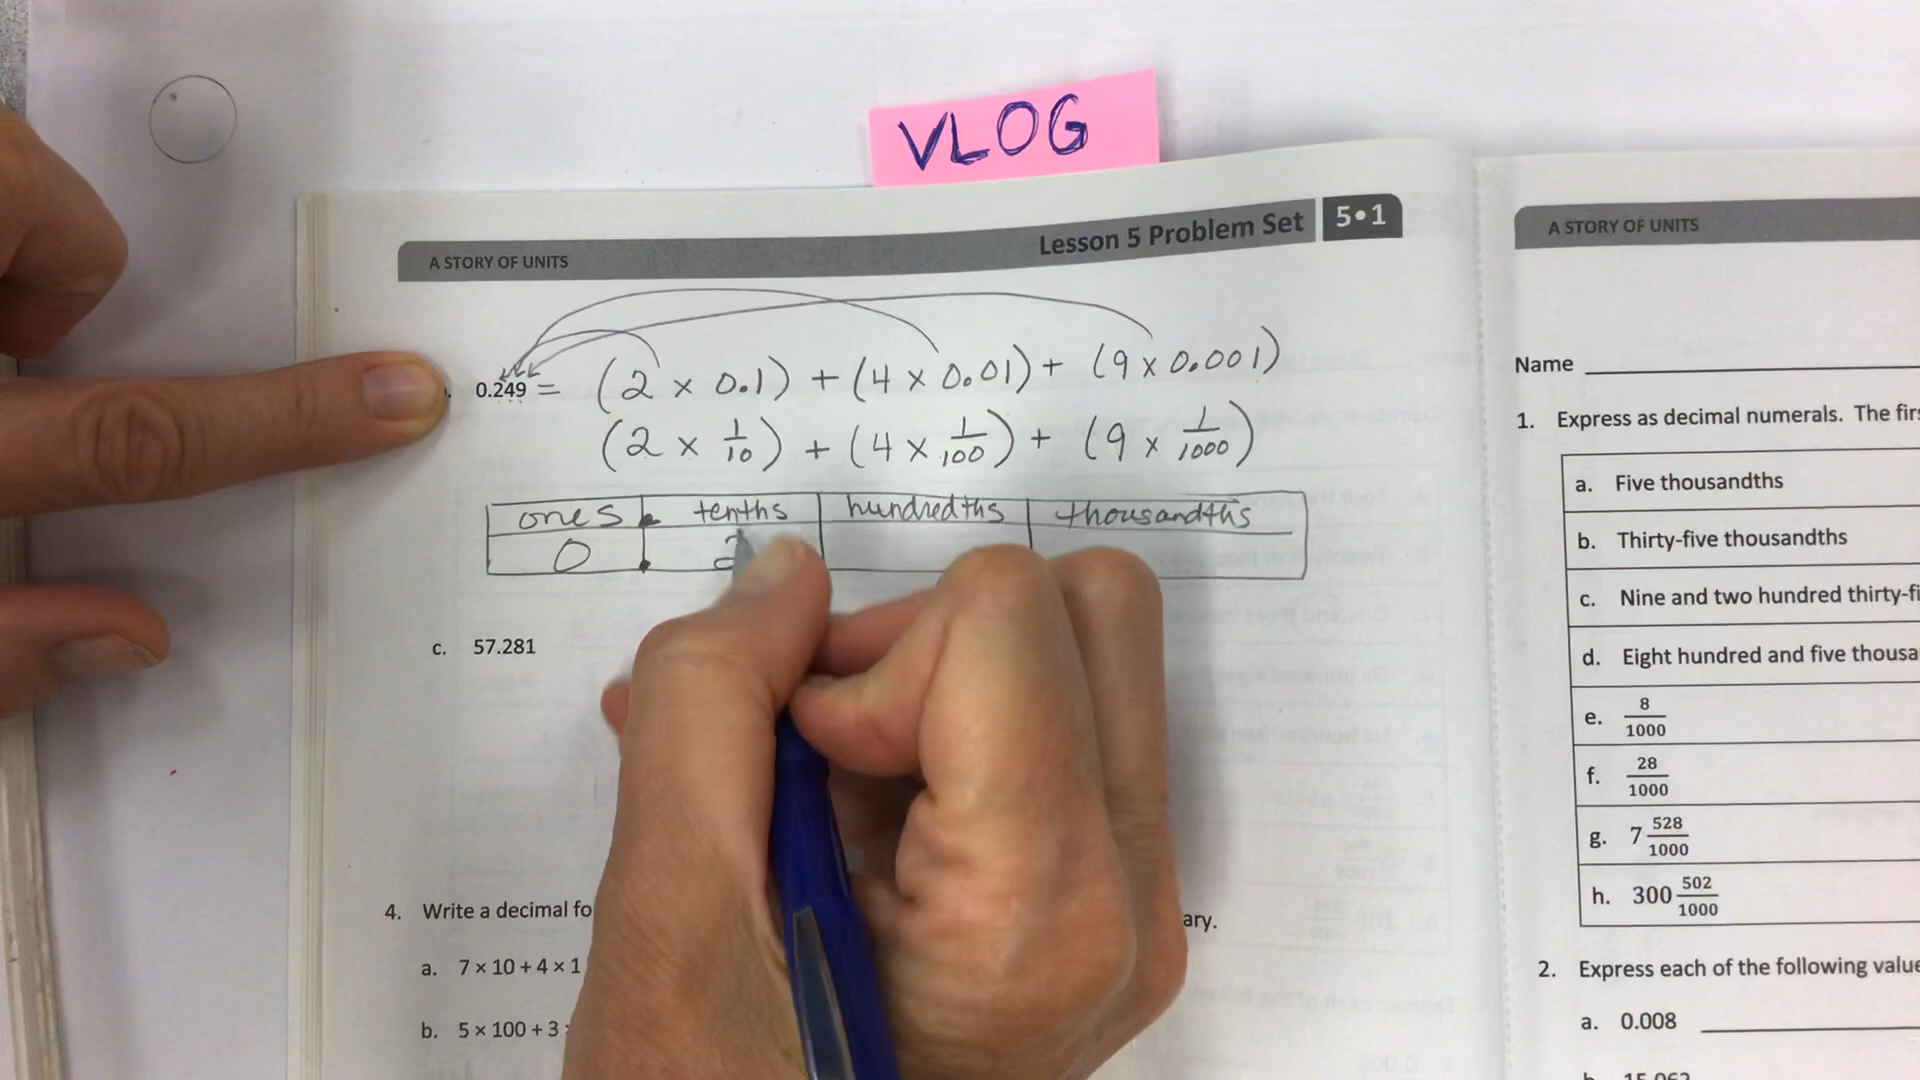 VLOG
A STORY OF UNITS
Lesson 5 Problem Set 5•1
0.249 = (2 × 0.1) + (4 × 0.01) + (9 × 0.001)
(2 × 1/10) + (4 × 1/100) + (9 × 1/1000)
ones . tenths hundredths thousandths
0 . 2
c. 57.281
4. Write a decimal fo
ary.
a. 7 × 10 + 4 × 1
b. 5 × 100 + 3
A STORY OF UNITS
Name
1. Express as decimal numerals. The firs
a. Five thousandths
b. Thirty-five thousandths
c. Nine and two hundred thirty-fi
d. Eight hundred and five thousa
e. 8/1000
f. 28/1000
g. 7 528/1000
h. 300 502/1000
2. Express each of the following value
a. 0.008